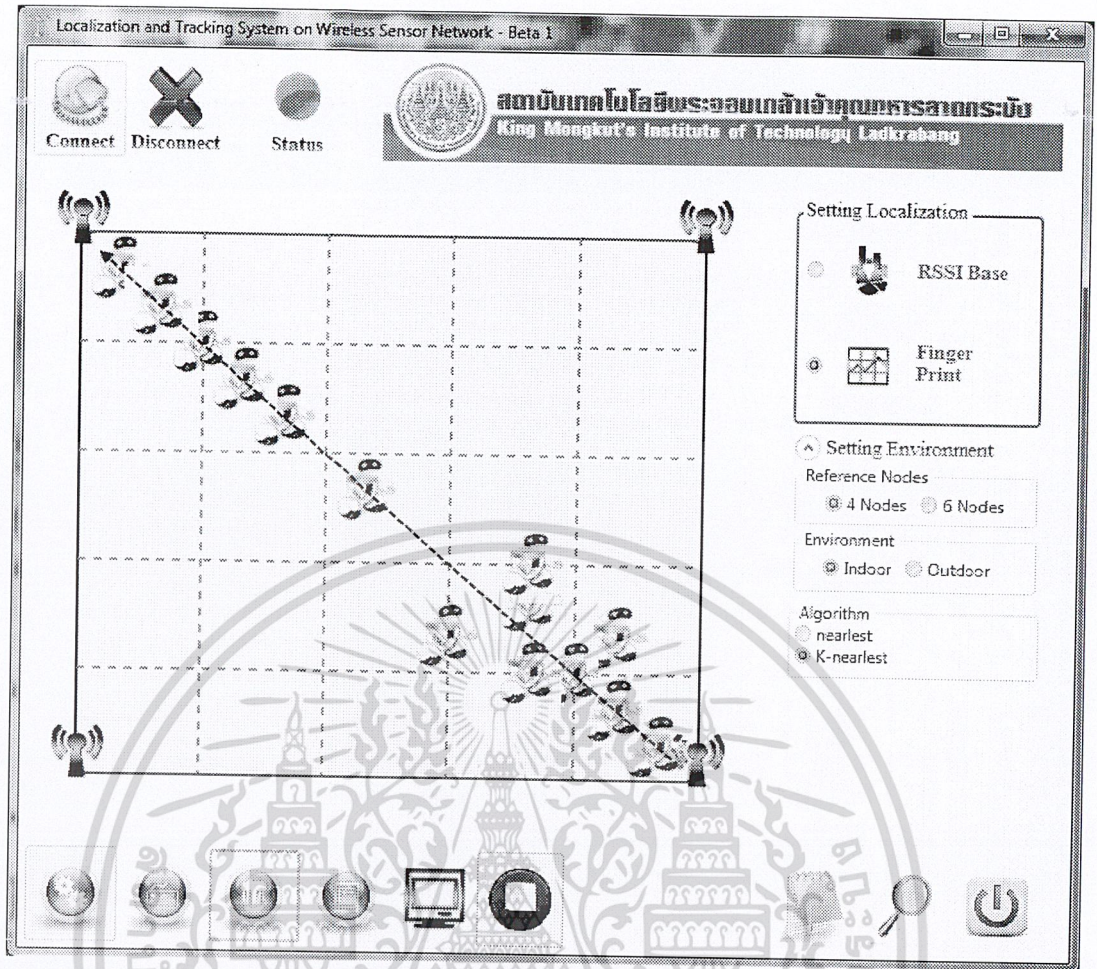 Localization and Tracking System on Wireless Sensor Network - Beta 1
Connect
Disconnect
Status
สถาบันเทคโนโลยีพระจอมเกล้าเจ้าคุณทหารลาดกระบัง
King Mongkut's Institute of Technology Ladkrabang
Setting Localization
RSSI Base
Finger
Print
Setting Environment
Reference Nodes
4 Nodes
6 Nodes
Environment
Indoor
Outdoor
Algorithm
nearlest
K-nearlest